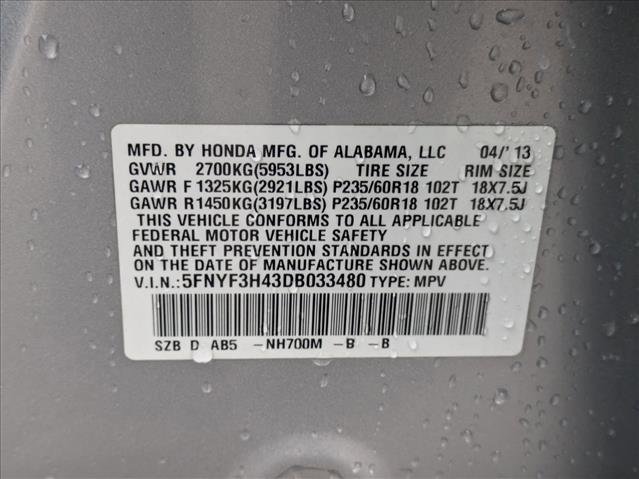 MFD. BY HONDA MFG. OF ALABAMA, LLC 04/'13
GVWR 2700KG(5953LBS) TIRE SIZE RIM SIZE
GAWR F 1325KG(2921LBS) P235/60R18 102T 18X7.5J
GAWR R 1450KG(3197LBS) P235/60R18 102T 18X7.5J
THIS VEHICLE CONFORMS TO ALL APPLICABLE
FEDERAL MOTOR VEHICLE SAFETY
AND THEFT PREVENTION STANDARDS IN EFFECT
ON THE DATE OF MANUFACTURE SHOWN ABOVE.
V.I.N.:5FNYF3H43DB033480 TYPE: MPV
SZB D AB5 -NH700M -B -B